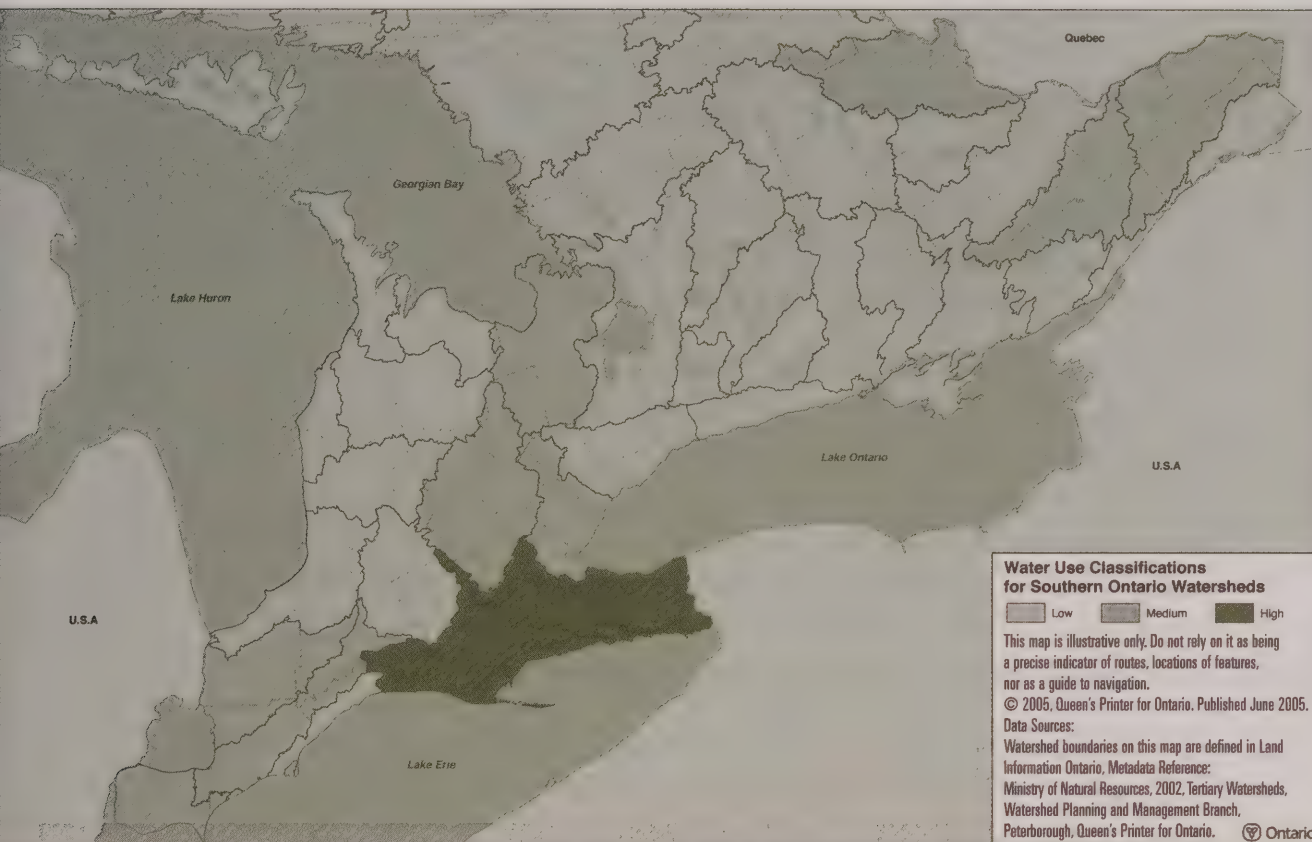 Quebec
Georgian Bay
Lake Huron
Lake Ontario
U.S.A
U.S.A
Lake Erie
Water Use Classifications
for Southern Ontario Watersheds
Low Medium High
This map is illustrative only. Do not rely on it as being
a precise indicator of routes, locations of features,
nor as a guide to navigation.
© 2005, Queen's Printer for Ontario. Published June 2005.
Data Sources:
Watershed boundaries on this map are defined in Land
Information Ontario, Metadata Reference:
Ministry of Natural Resources, 2002, Tertiary Watersheds,
Watershed Planning and Management Branch,
Peterborough, Queen's Printer for Ontario.
Ontario